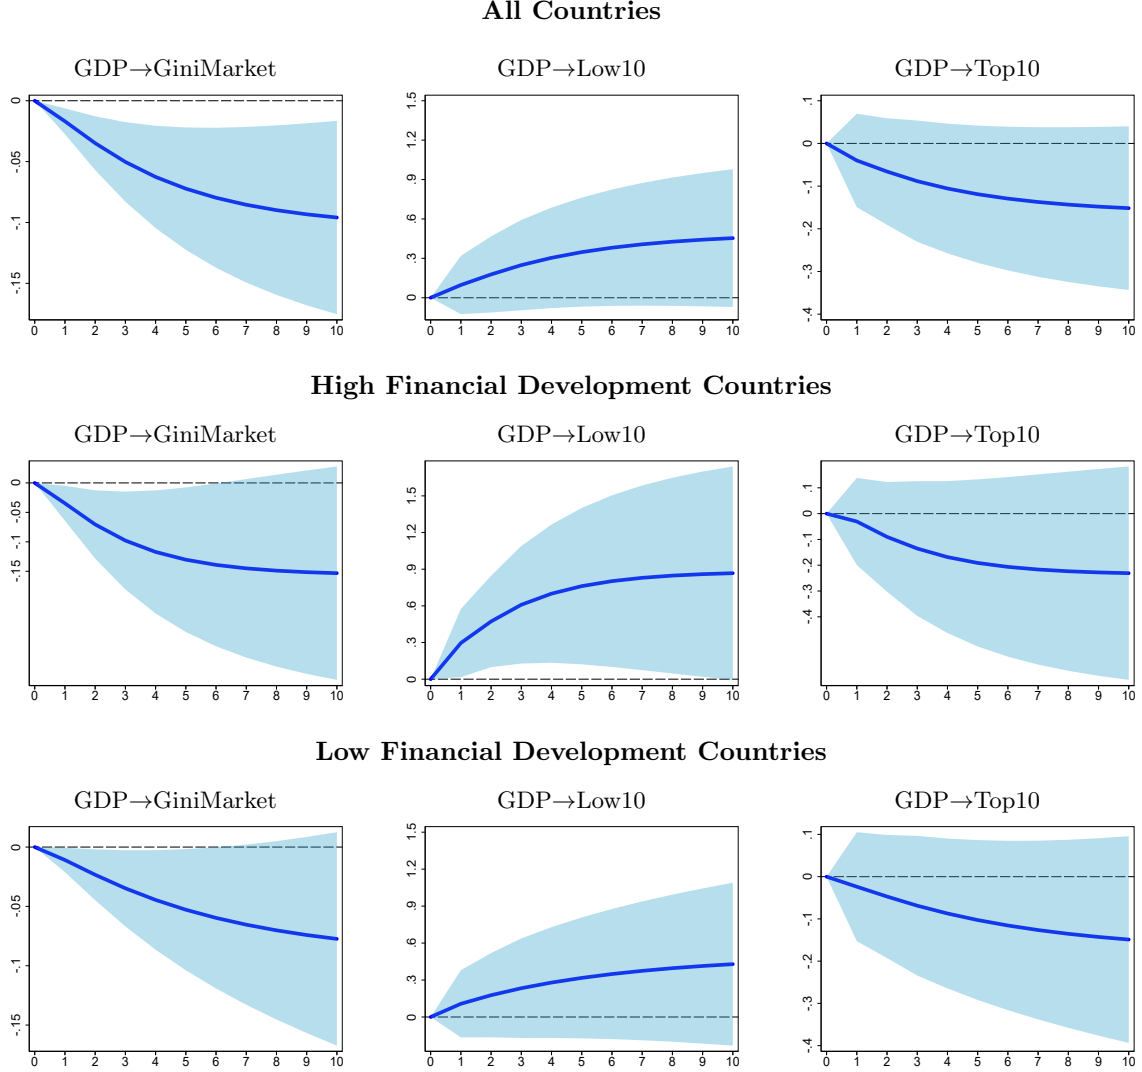 All Countries
GDP→GiniMarket GDP→Low10 GDP→Top10
0 -.05 -.1 -.15
0 1 2 3 4 5 6 7 8 9 10
1.5 1.2 .9 .6 .3 0
0 1 2 3 4 5 6 7 8 9 10
.1 0 -.1 -.2 -.3 -.4
0 1 2 3 4 5 6 7 8 9 10
High Financial Development Countries
GDP→GiniMarket GDP→Low10 GDP→Top10
0 -.05 -.1 -.15
0 1 2 3 4 5 6 7 8 9 10
1.5 1.2 .9 .6 .3 0
0 1 2 3 4 5 6 7 8 9 10
.1 0 -.1 -.2 -.3 -.4
0 1 2 3 4 5 6 7 8 9 10
Low Financial Development Countries
GDP→GiniMarket GDP→Low10 GDP→Top10
0 -.05 -.1 -.15
0 1 2 3 4 5 6 7 8 9 10
1.5 1.2 .9 .6 .3 0
0 1 2 3 4 5 6 7 8 9 10
.1 0 -.1 -.2 -.3 -.4
0 1 2 3 4 5 6 7 8 9 10